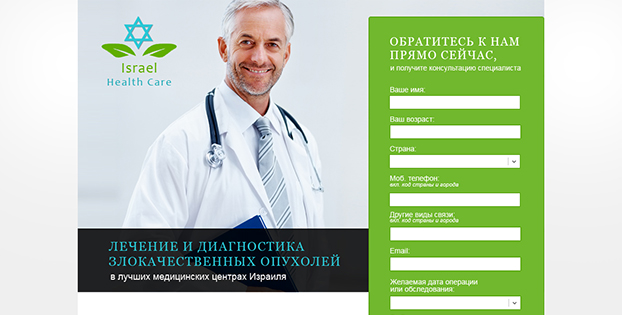 Israel
Health Care
ЛЕЧЕНИЕ И ДИАГНОСТИКА
ЗЛОКАЧЕСТВЕННЫХ ОПУХОЛЕЙ
в лучших медицинских центрах Израиля
ОБРАТИТЕСЬ К НАМ
ПРЯМО СЕЙЧАС,
и получите консультацию специалиста
Ваше имя:
Ваш возраст:
Страна:
Моб. телефон:
вкл. код страны и города
Другие виды связи:
вкл. код страны и города
Email:
Желаемая дата операции
или обследования: